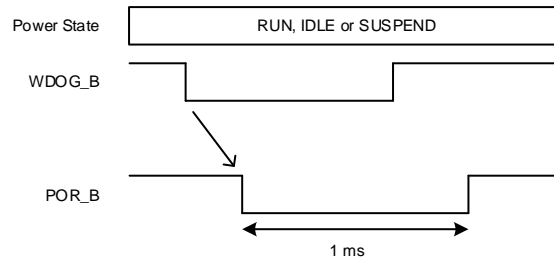 Power State
RUN, IDLE or SUSPEND
WDOG_B
POR_B
1 ms